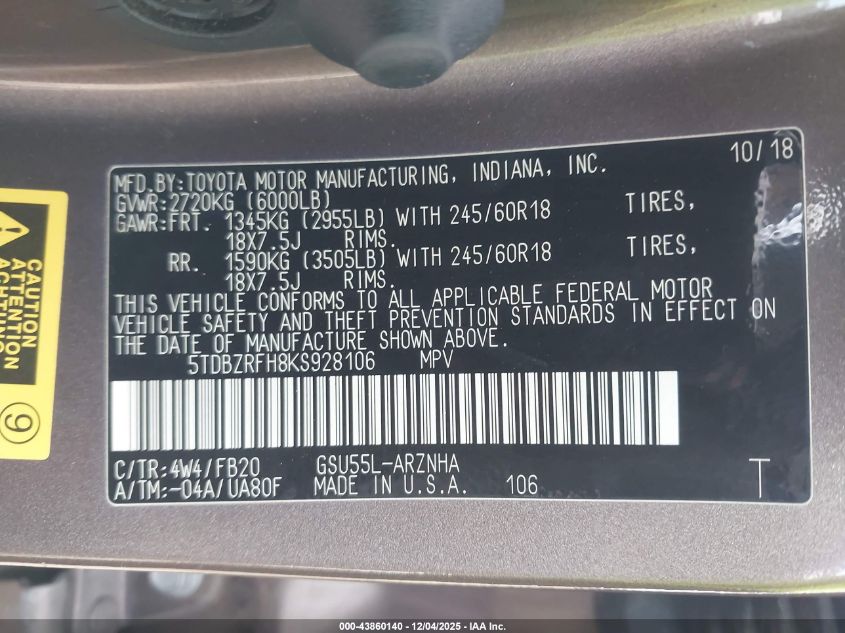 10/18
MFD.BY:TOYOTA MOTOR MANUFACTURING, INDIANA, INC.
GVWR:2720KG (6000LB)
GAWR:FRT. 1345KG (2955LB) WITH 245/60R18 TIRES,
18X7.5J RIMS.
RR. 1590KG (3505LB) WITH 245/60R18 TIRES,
18X7.5J RIMS.
THIS VEHICLE CONFORMS TO ALL APPLICABLE FEDERAL MOTOR
VEHICLE SAFETY AND THEFT PREVENTION STANDARDS IN EFFECT ON
THE DATE OF MANUFACTURE SHOWN ABOVE.
5TDBZRFH8KS928106 MPV
C/TR:4W4/FB20 GSU55L-ARZNHA
A/TM:-04A/UA80F MADE IN U.S.A. 106 T
CAUTION
ATTENTION
9
000-43860140 - 12/04/2025 - IAA Inc.